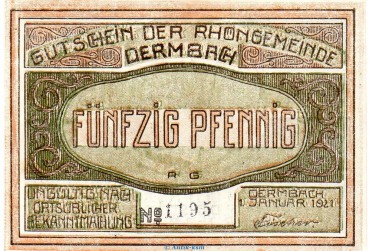 GUTSCHEIN DER RHÖNGEMEINDE
DERMBACH
FÜNFZIG PFENNIG
R G
UNGÜLTIG NACH
ORTSÜBLICHER
BEKANNTMACHUNG
No 1195
DERMBACH
1. JANUAR 1921